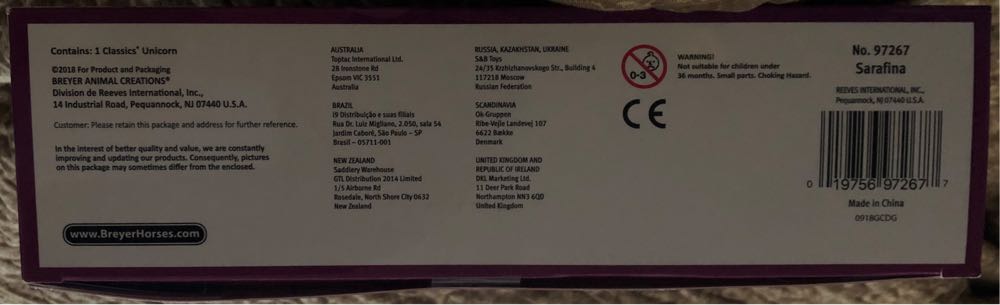 Contains: 1 Classics® Unicorn
©2018 For Product and Packaging
BREYER ANIMAL CREATIONS®
Division de Reeves International, Inc.,
14 Industrial Road, Pequannock, NJ 07440 U.S.A.
Customer: Please retain this package and address for further reference.
In the interest of better quality and value, we are constantly
improving and updating our products. Consequently, pictures
on this package may sometimes differ from the enclosed.
www.BreyerHorses.com
AUSTRALIA
Toptac International Ltd.
28 Ironstone Rd
Epsom VIC 3551
Australia
BRAZIL
i9 Distribuição e suas filiais
Rua Dr. Luiz Migliano, 2.050, sala 54
Jardim Caboré, São Paulo – SP
Brasil – 05711-001
NEW ZEALAND
Saddlery Warehouse
GTL Distribution 2014 Limited
1/5 Airborne Rd
Rosedale, North Shore City 0632
New Zealand
RUSSIA, KAZAKHSTAN, UKRAINE
S&B Toys
24/35 Krzhizhanovskogo Str., Building 4
117218 Moscow
Russian Federation
SCANDINAVIA
Ok-Gruppen
Ribe-Vejle Landevej 107
6622 Bække
Denmark
UNITED KINGDOM AND
REPUBLIC OF IRELAND
DKL Marketing Ltd.
11 Deer Park Road
Northampton NN3 6QD
United Kingdom
0-3
WARNING!
Not suitable for children under
36 months. Small parts. Choking Hazard.
CE
No. 97267
Sarafina
REEVES INTERNATIONAL, INC.,
Pequannock, NJ 07440 U.S.A.
0 19756 97267 7
Made in China
0918GCDG